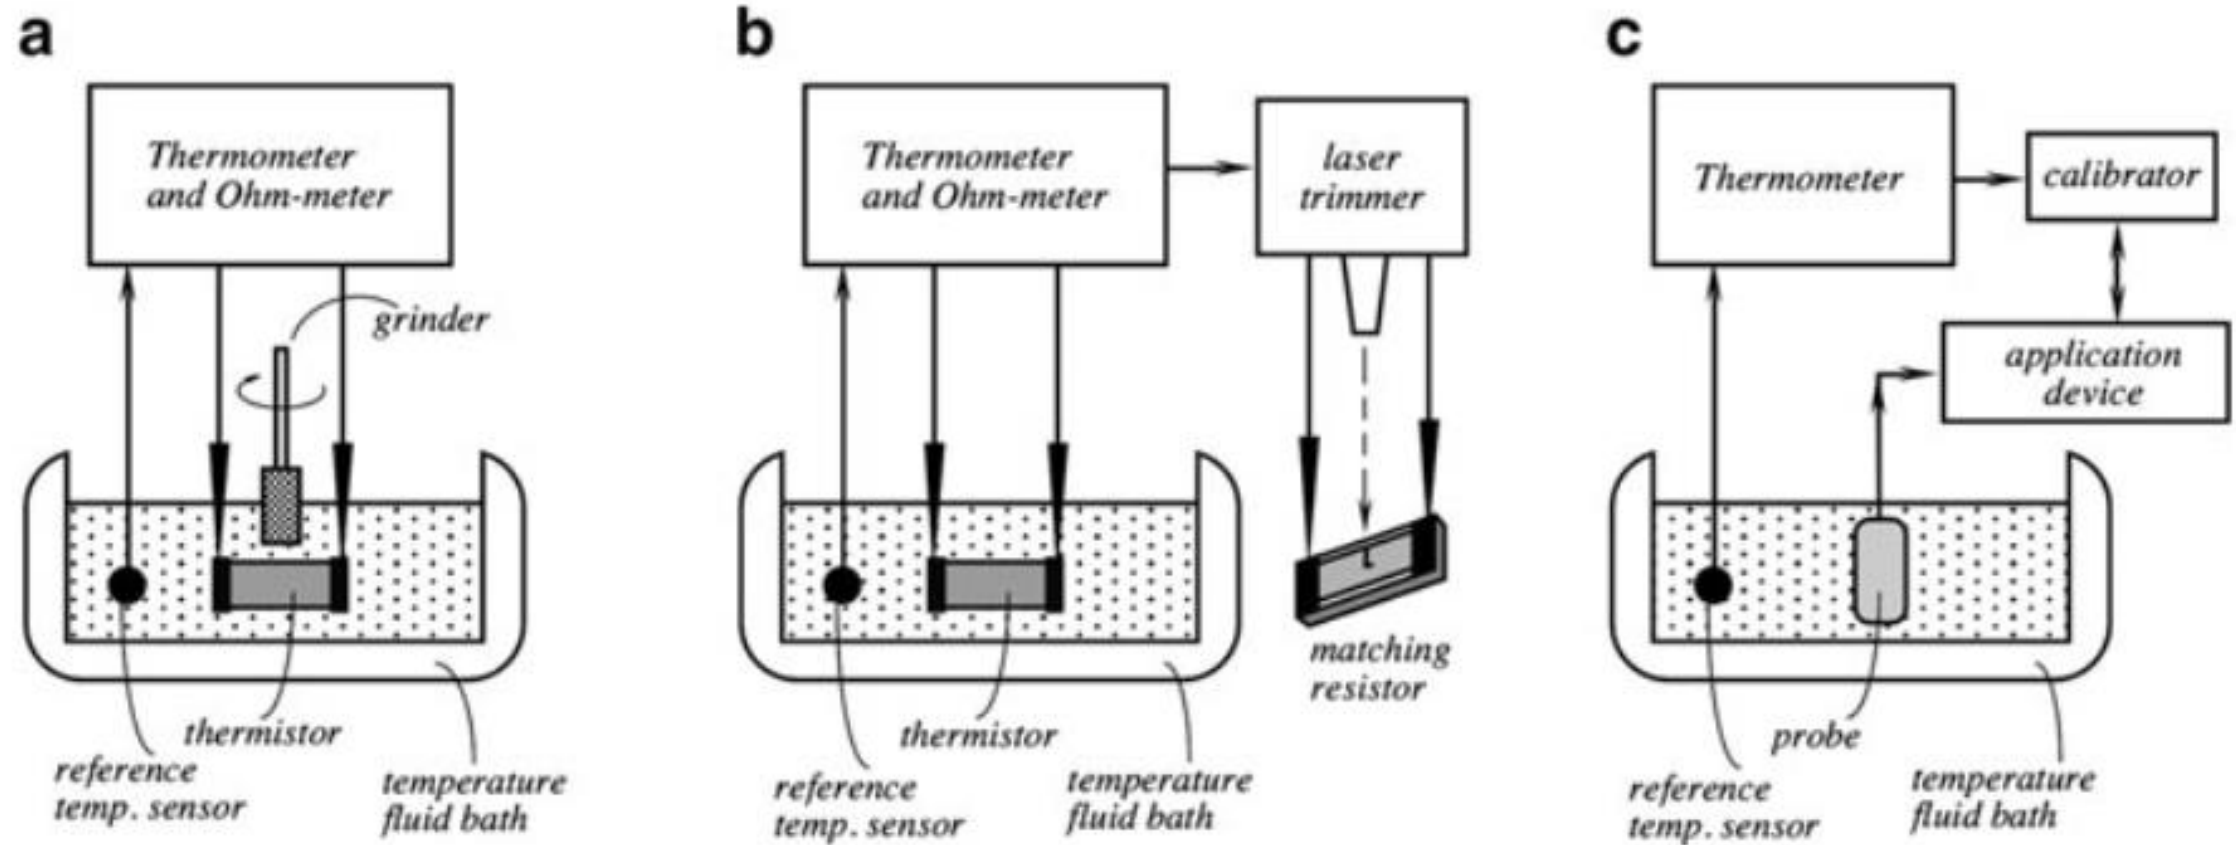 a
Thermometer
and Ohm-meter
grinder
thermistor
reference
temp. sensor
temperature
fluid bath
b
Thermometer
and Ohm-meter
laser
trimmer
matching
resistor
thermistor
reference
temp. sensor
temperature
fluid bath
c
Thermometer
calibrator
application
device
probe
reference
temp. sensor
temperature
fluid bath